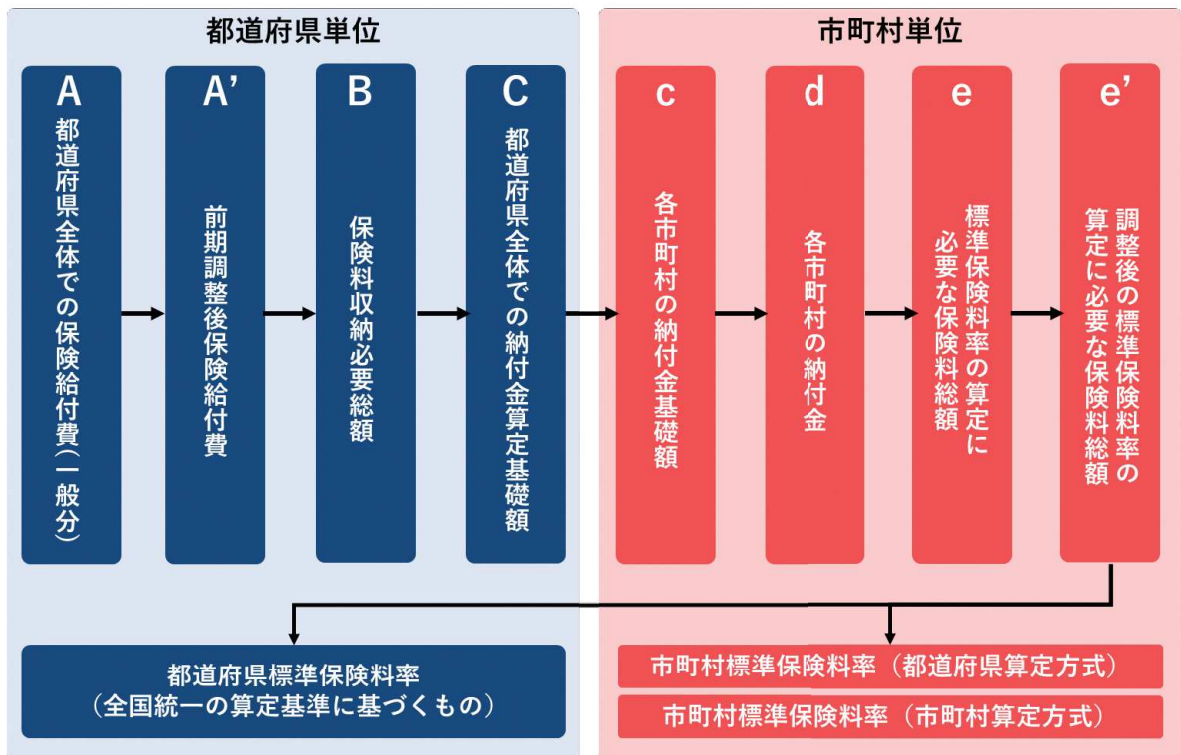 都道府県単位
A
都道府県全体での保険給付費(一般分)
A’
前期調整後保険給付費
B
保険料収納必要総額
C
都道府県全体での納付金算定基礎額
市町村単位
c
各市町村の納付金基礎額
d
各市町村の納付金
e
標準保険料率の算定に
必要な保険料総額
e’
調整後の標準保険料率の
算定に必要な保険料総額
都道府県標準保険料率
（全国統一の算定基準に基づくもの）
市町村標準保険料率（都道府県算定方式）
市町村標準保険料率（市町村算定方式）